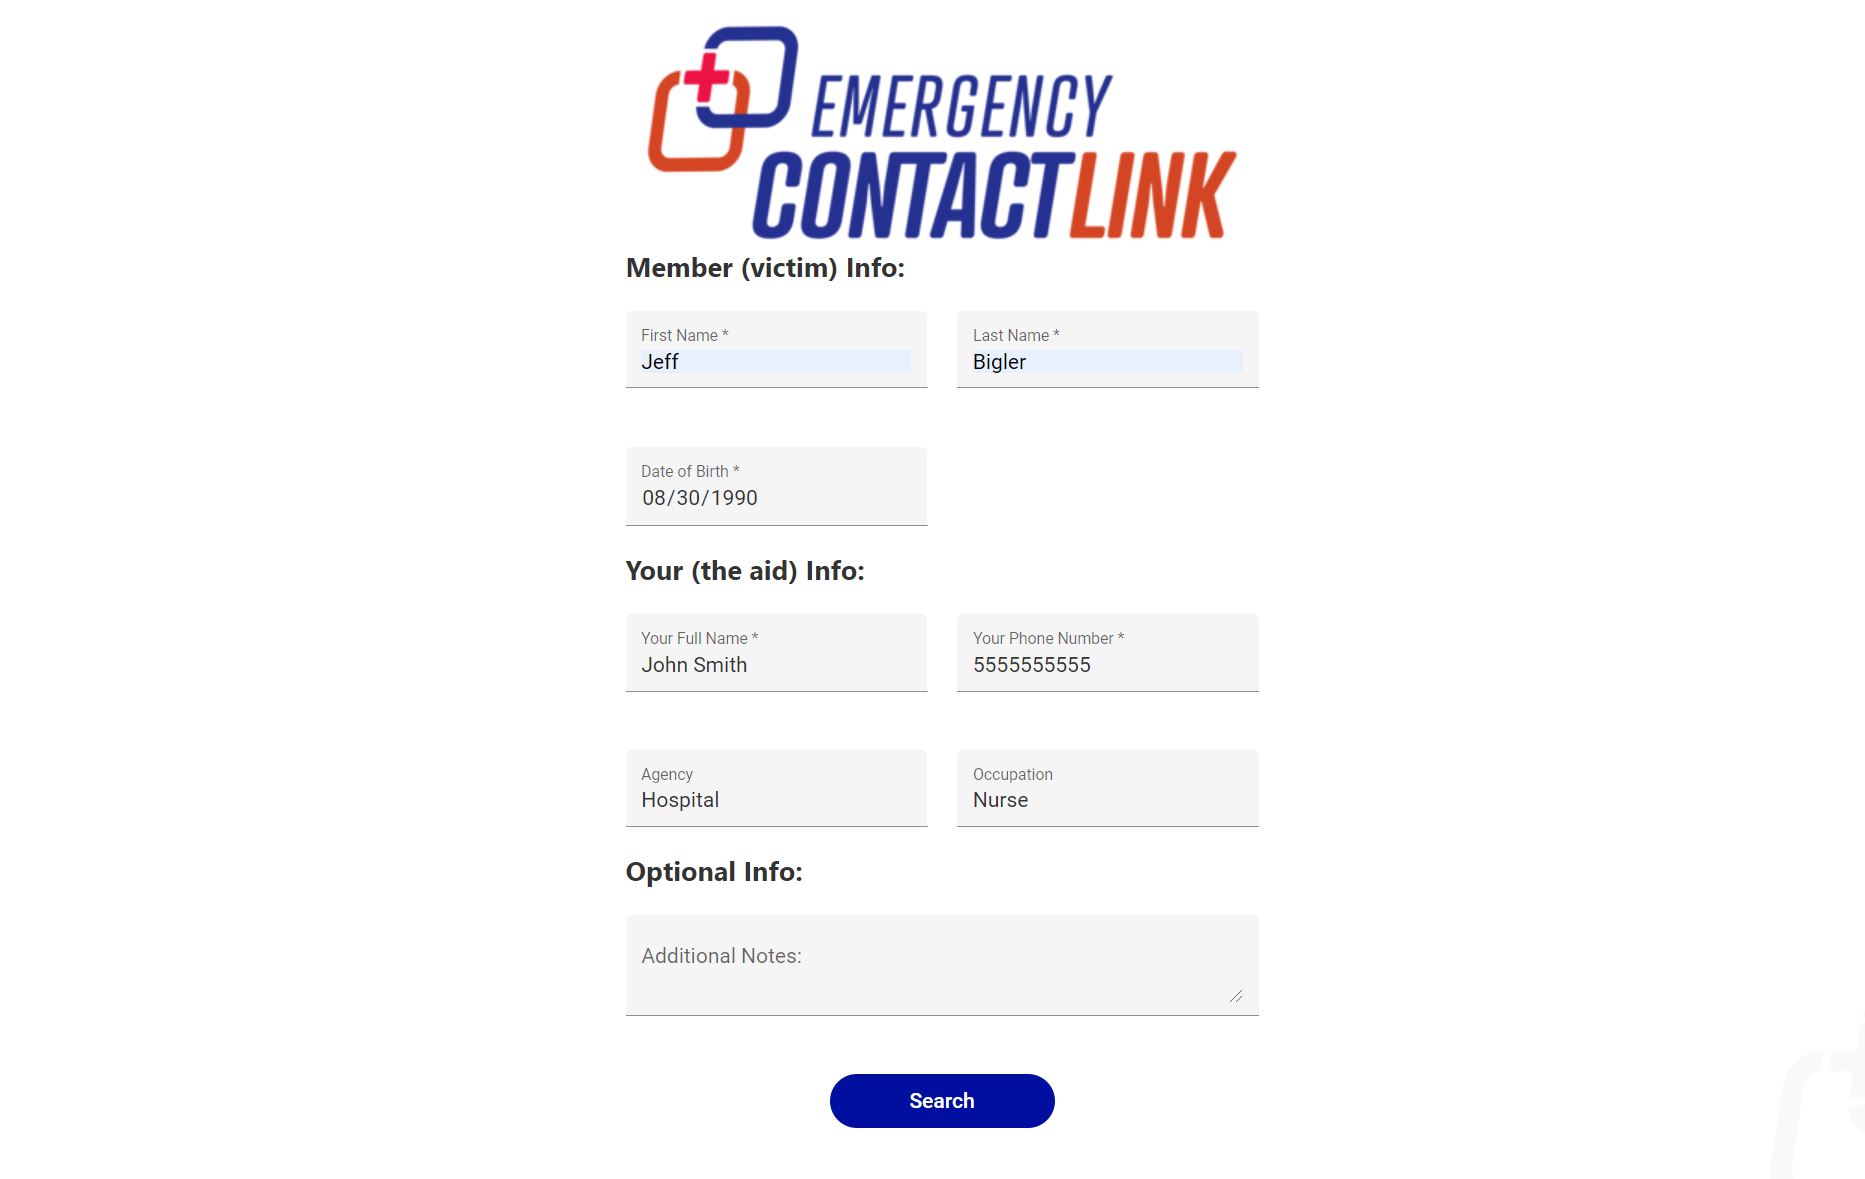 EMERGENCY
CONTACTLINK
Member (victim) Info:
First Name *
Jeff
Last Name *
Bigler
Date of Birth *
08/30/1990
Your (the aid) Info:
Your Full Name *
John Smith
Your Phone Number *
5555555555
Agency
Hospital
Occupation
Nurse
Optional Info:
Additional Notes:
Search